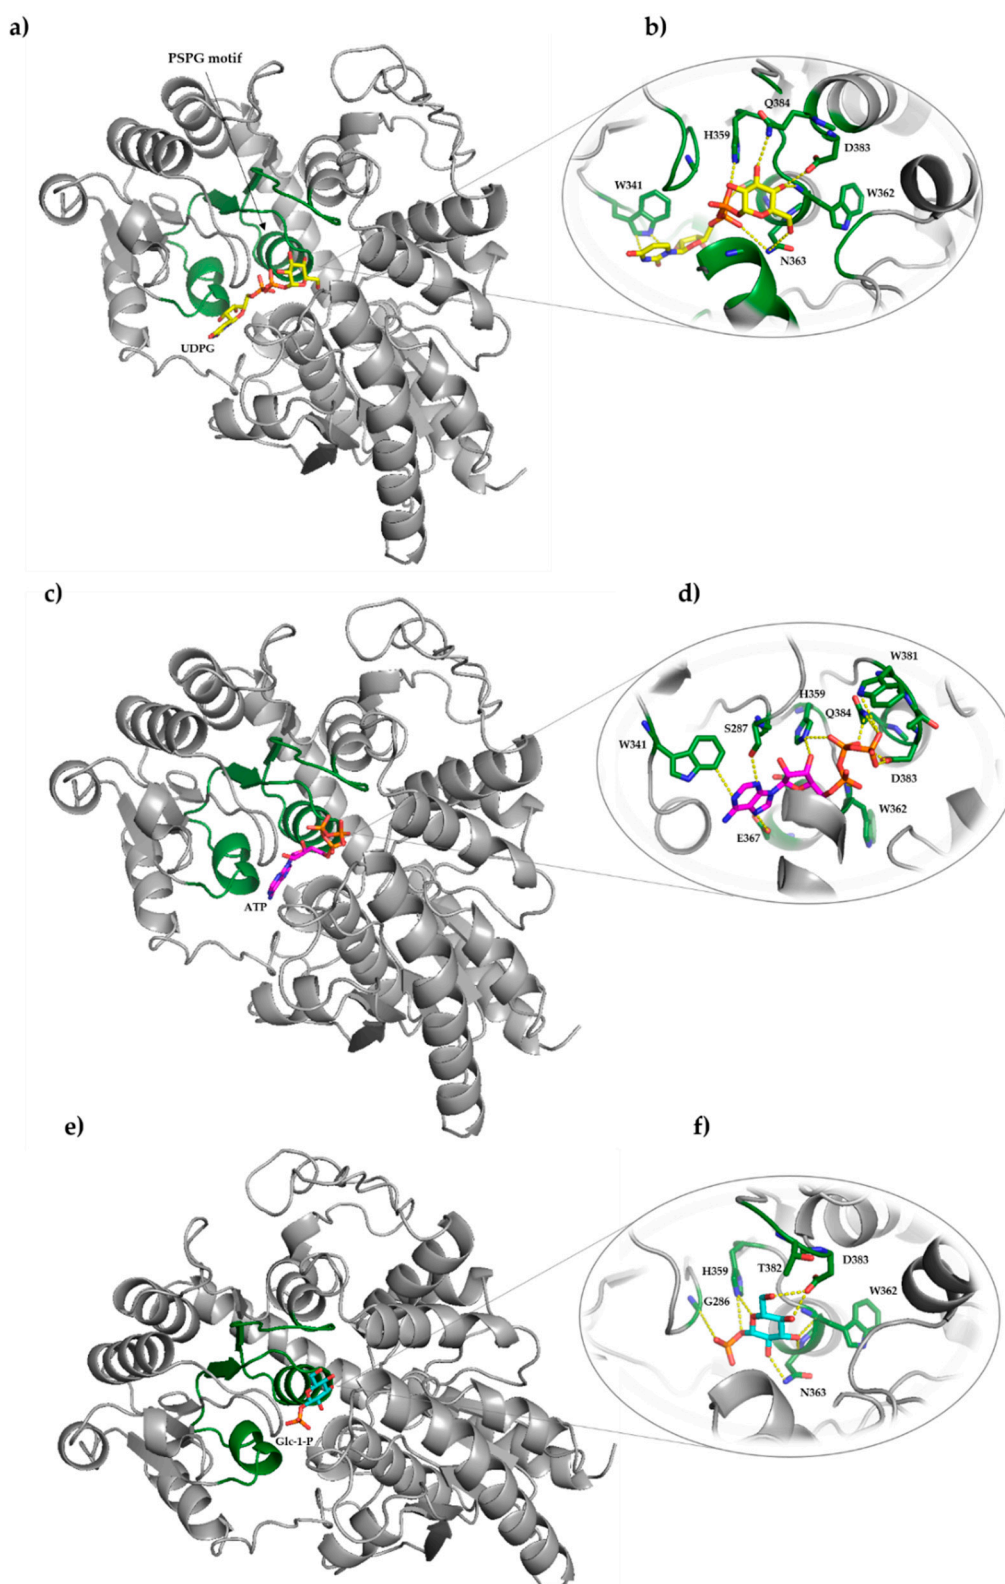 a)
PSPG motif
UDPG
b)
Q384
H359
D383
W341
W362
N363
c)
ATP
d)
W381
H359
Q384
S287
W341
D383
W362
E367
e)
Glc-1-P
f)
D383
T382
H359
G286
W362
N363